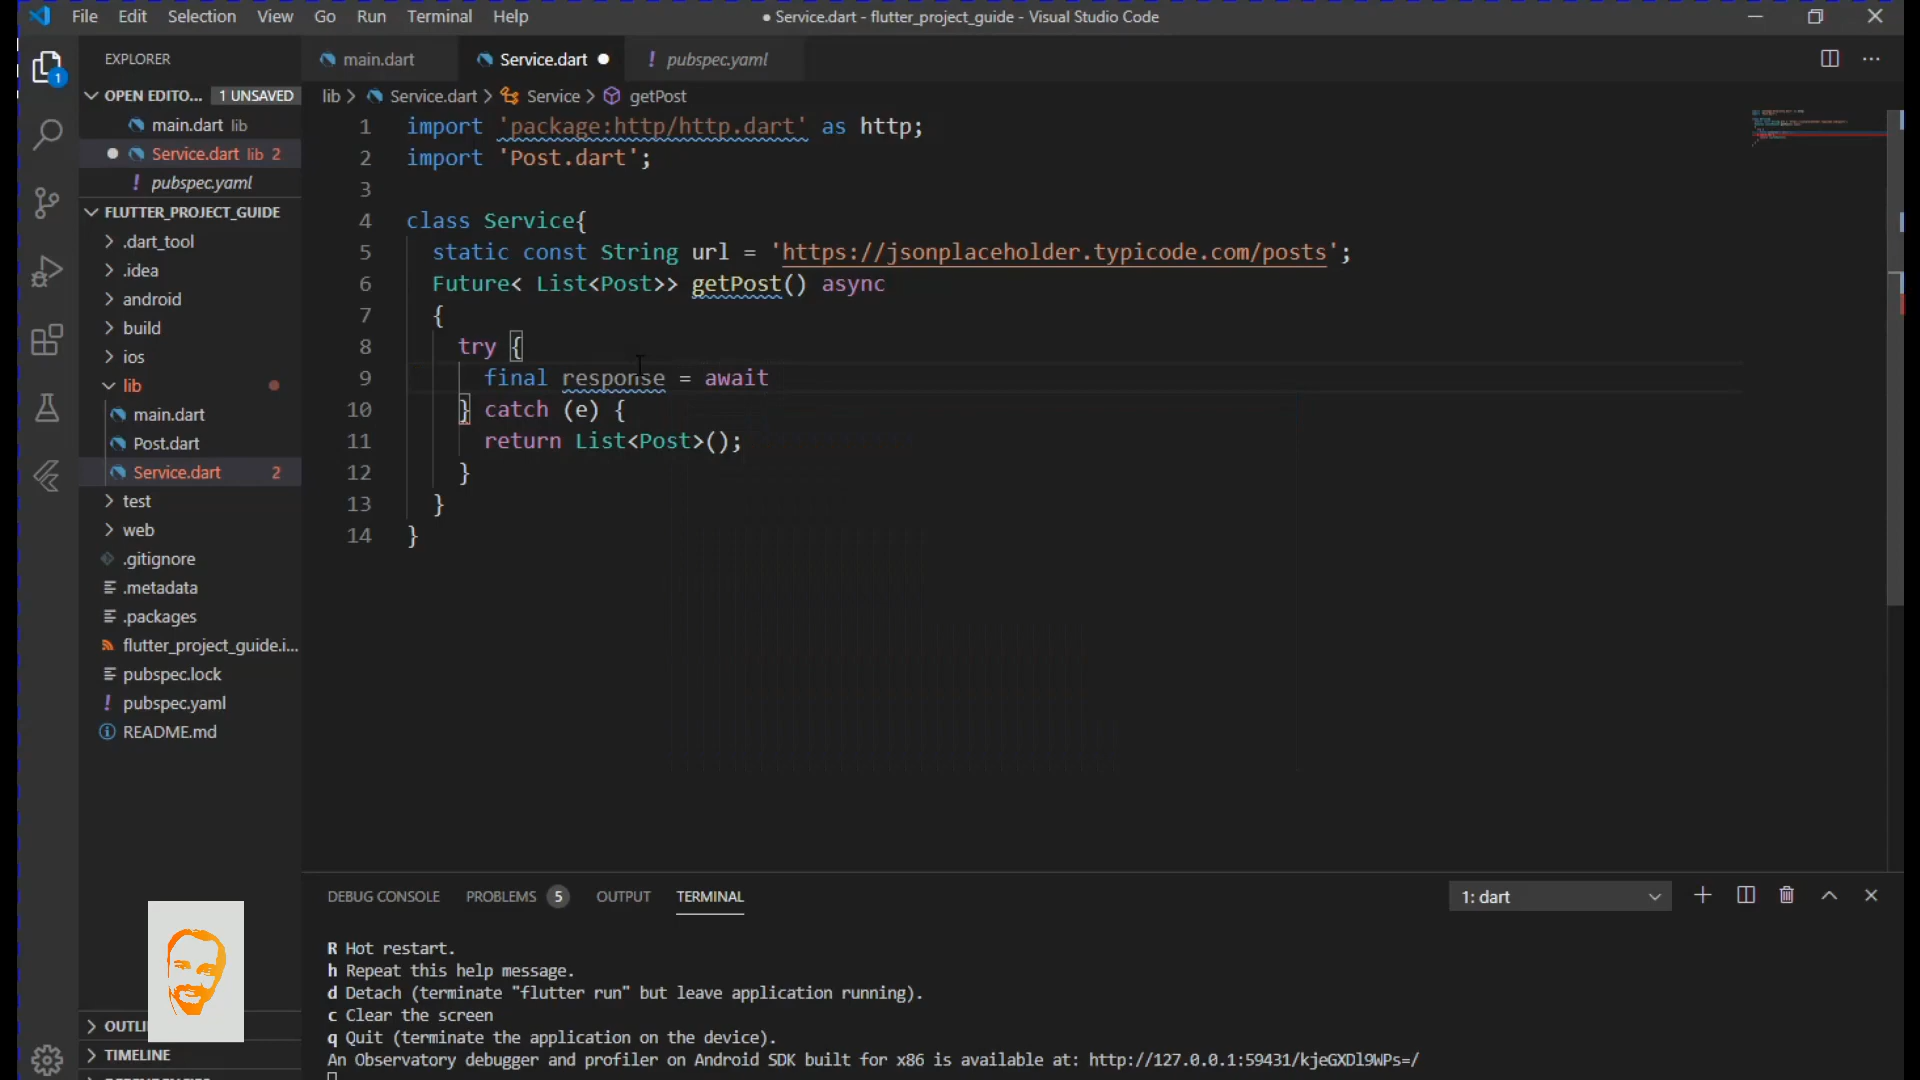 File Edit Selection View Go Run Terminal Help
● Service.dart - flutter_project_guide - Visual Studio Code
EXPLORER
main.dart Service.dart ● ! pubspec.yaml
OPEN EDITO... 1 UNSAVED
lib > Service.dart > Service > getPost
main.dart lib
Service.dart lib 2
! pubspec.yaml
FLUTTER_PROJECT_GUIDE
.dart_tool
.idea
android
build
ios
lib
main.dart
Post.dart
Service.dart 2
test
web
.gitignore
.metadata
.packages
flutter_project_guide.i...
pubspec.lock
! pubspec.yaml
README.md
TIMELINE
1 import 'package:http/http.dart' as http;
2 import 'Post.dart';
3
4 class Service{
5 static const String url = 'https://jsonplaceholder.typicode.com/posts';
6 Future< List<Post>> getPost() async
7 {
8 try {
9 final response = await
10 } catch (e) {
11 return List<Post>();
12 }
13 }
14 }
DEBUG CONSOLE PROBLEMS 5 OUTPUT TERMINAL
1: dart
R Hot restart.
h Repeat this help message.
d Detach (terminate "flutter run" but leave application running).
c Clear the screen
q Quit (terminate the application on the device).
An Observatory debugger and profiler on Android SDK built for x86 is available at: http://127.0.0.1:59431/kjeGXDl9WPs=/